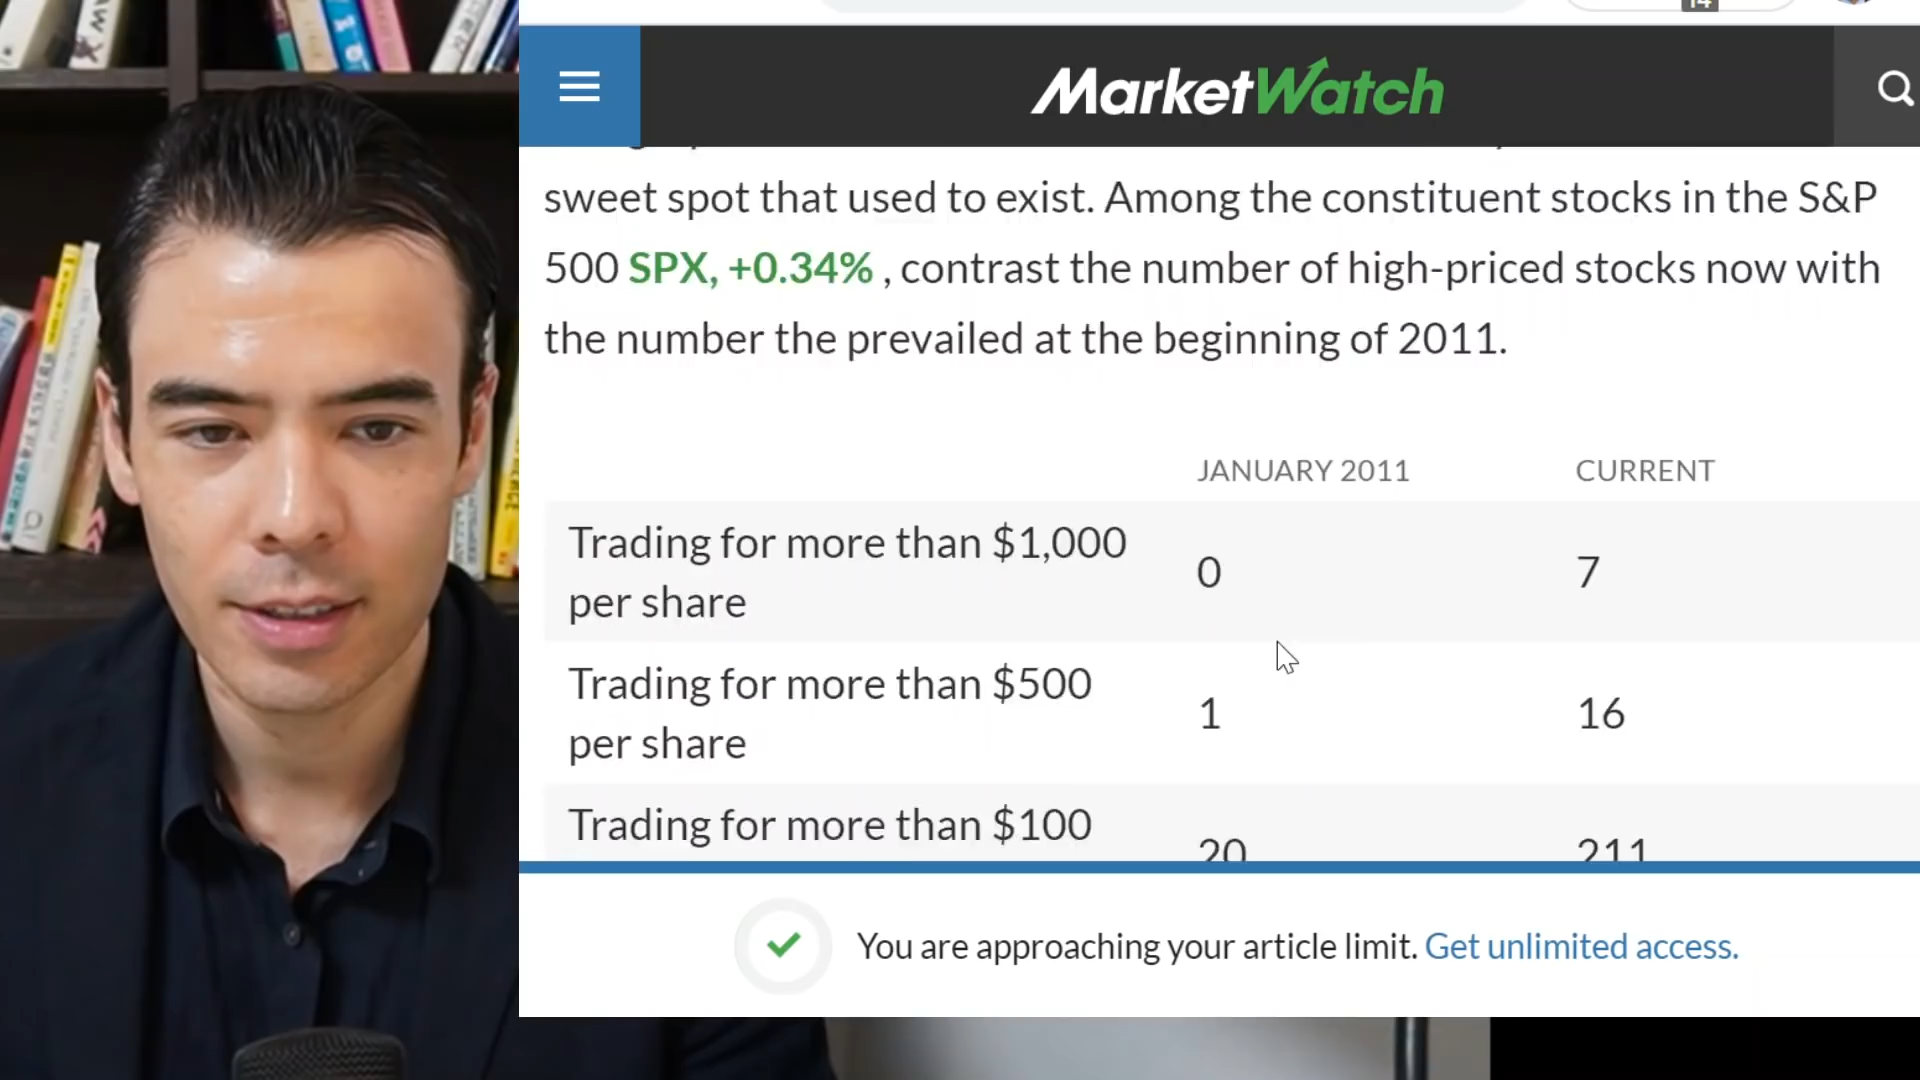 14
MarketWatch
sweet spot that used to exist. Among the constituent stocks in the S&P
500 SPX, +0.34% , contrast the number of high-priced stocks now with
the number the prevailed at the beginning of 2011.
JANUARY 2011 CURRENT
Trading for more than $1,000
per share
0 7
Trading for more than $500
per share
1 16
Trading for more than $100
20 211
You are approaching your article limit. Get unlimited access.